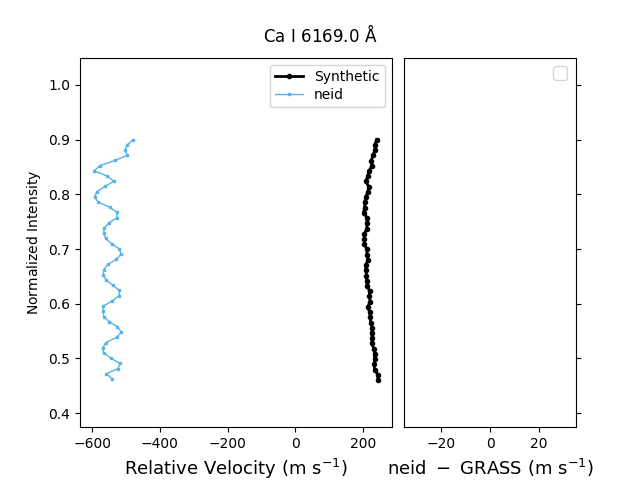 Ca I 6169.0 Å
Synthetic
neid
Normalized Intensity
1.0
0.9
0.8
0.7
0.6
0.5
0.4
−600 −400 −200 0 200
−20 0 20
Relative Velocity (m s⁻¹)
neid − GRASS (m s⁻¹)